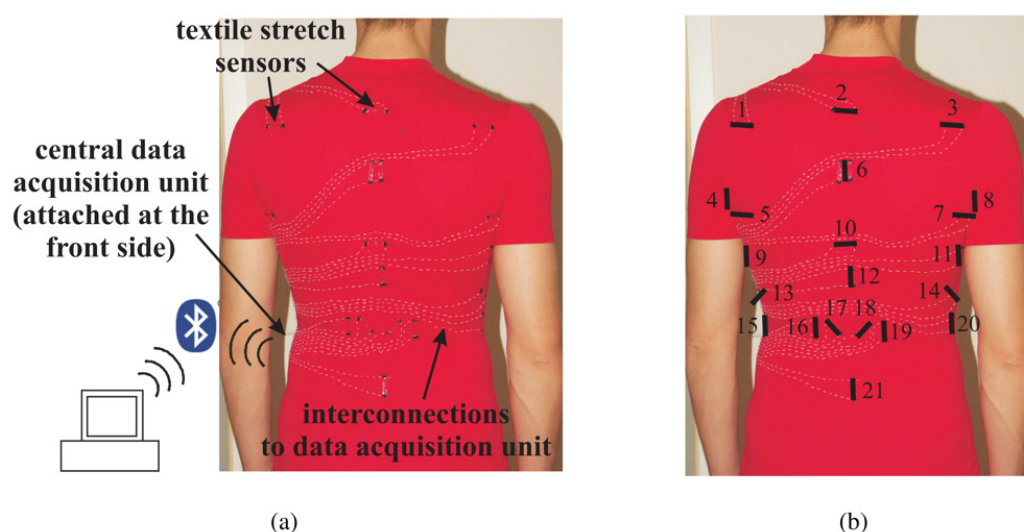 textile stretch
sensors
central data
acquisition unit
(attached at the
front side)
interconnections
to data acquisition unit
(a)
1
2
3
6
4
5
7
8
10
9
11
12
13
14
15
16
17
18
19
20
21
(b)